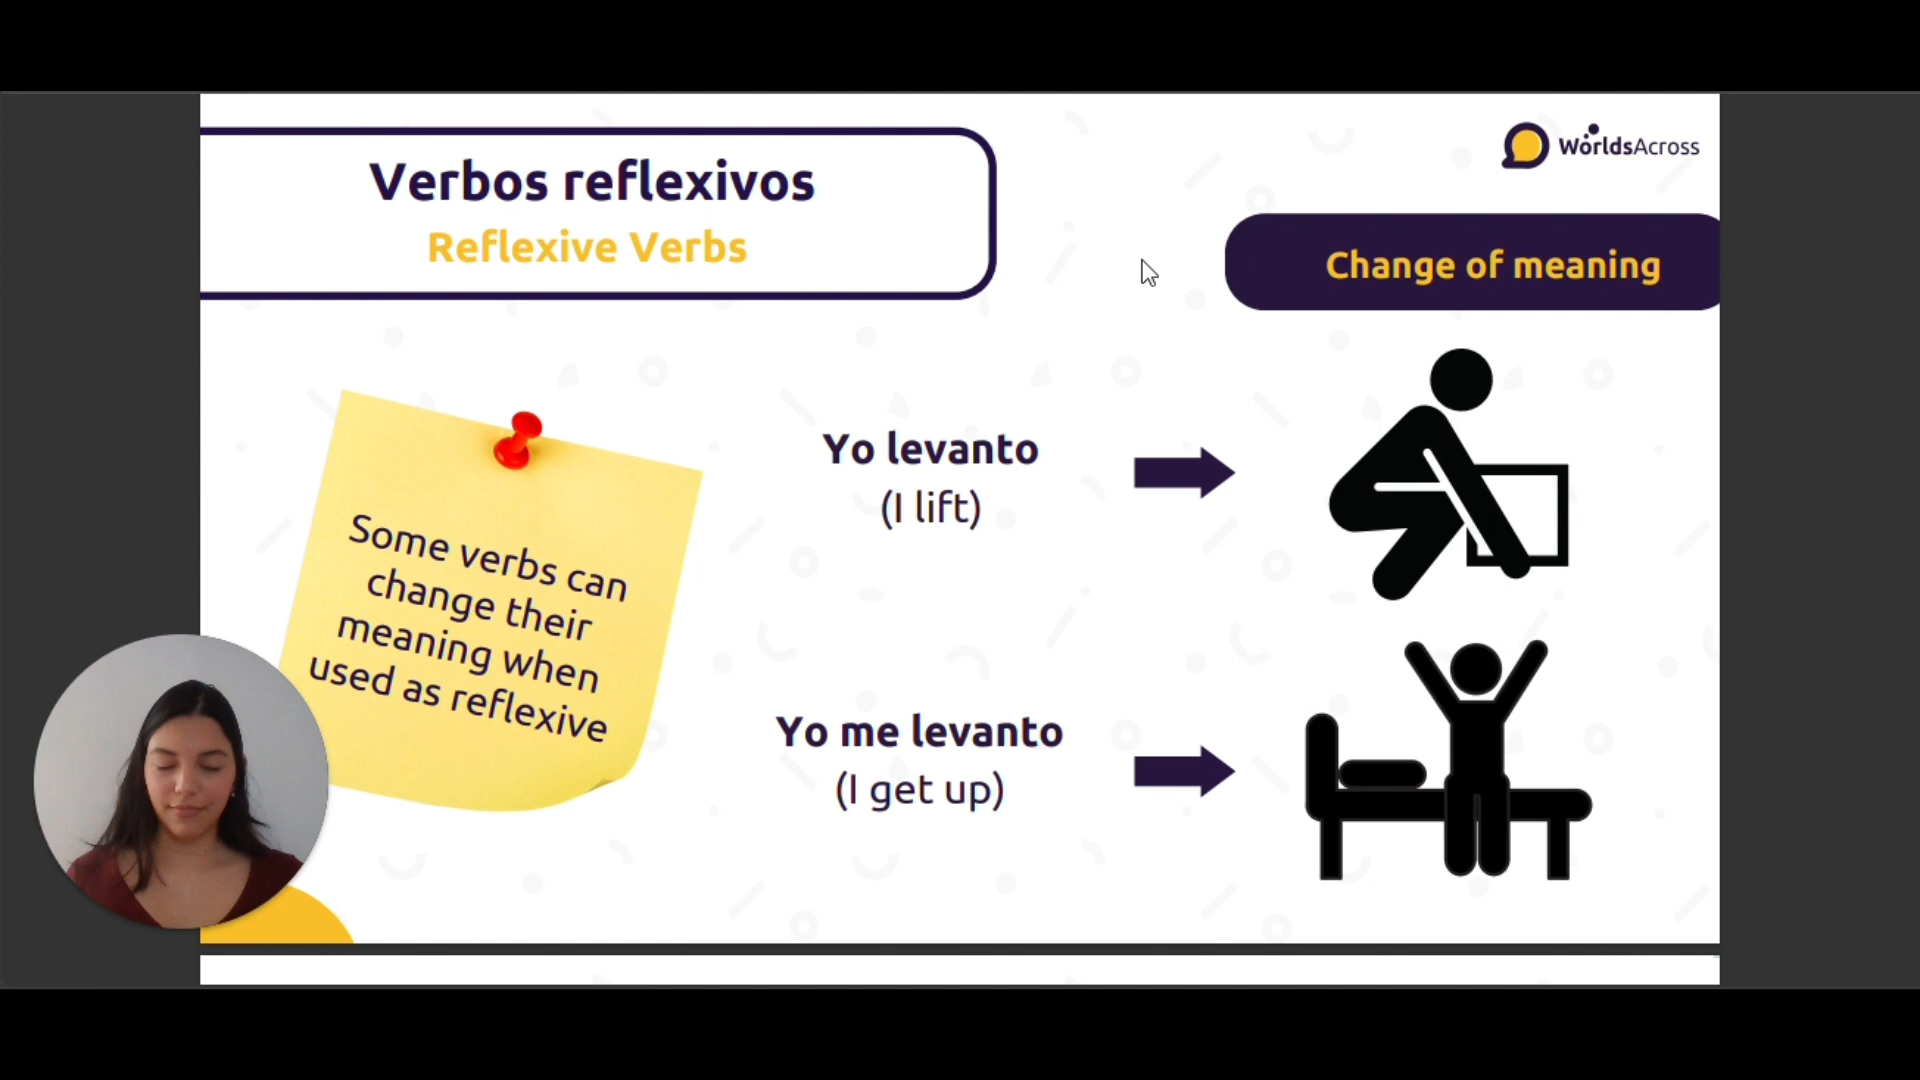 Verbos reflexivos
Reflexive Verbs
WorldsAcross
Change of meaning
Some verbs can
change their
meaning when
used as reflexive
Yo levanto
(I lift)
Yo me levanto
(I get up)